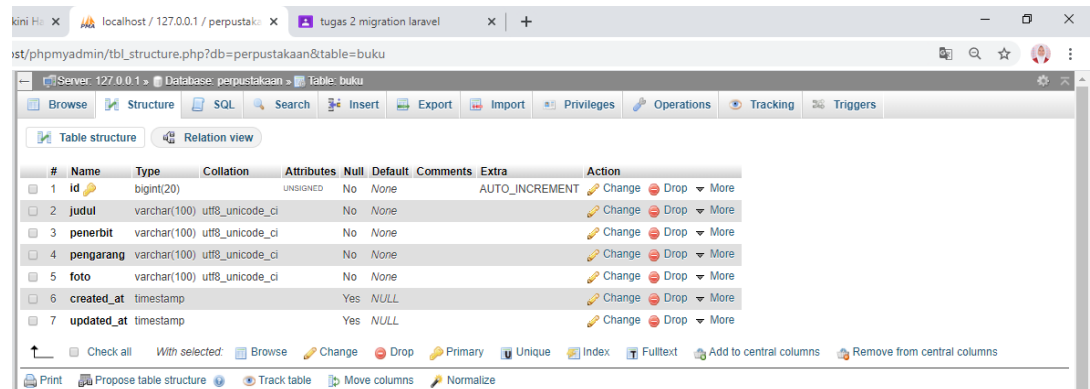 kini Ha × localhost / 127.0.0.1 / perpustaka × tugas 2 migration laravel × +
ost/phpmyadmin/tbl_structure.php?db=perpustakaan&table=buku
Server: 127.0.0.1 » Database: perpustakaan » Table: buku
Browse Structure SQL Search Insert Export Import Privileges Operations Tracking Triggers
Table structure Relation view
# Name Type Collation Attributes Null Default Comments Extra Action
1 id bigint(20) UNSIGNED No None AUTO_INCREMENT Change Drop More
2 judul varchar(100) utf8_unicode_ci No None Change Drop More
3 penerbit varchar(100) utf8_unicode_ci No None Change Drop More
4 pengarang varchar(100) utf8_unicode_ci No None Change Drop More
5 foto varchar(100) utf8_unicode_ci No None Change Drop More
6 created_at timestamp Yes NULL Change Drop More
7 updated_at timestamp Yes NULL Change Drop More
Check all With selected: Browse Change Drop Primary Unique Index Fulltext Add to central columns Remove from central columns
Print Propose table structure Track table Move columns Normalize